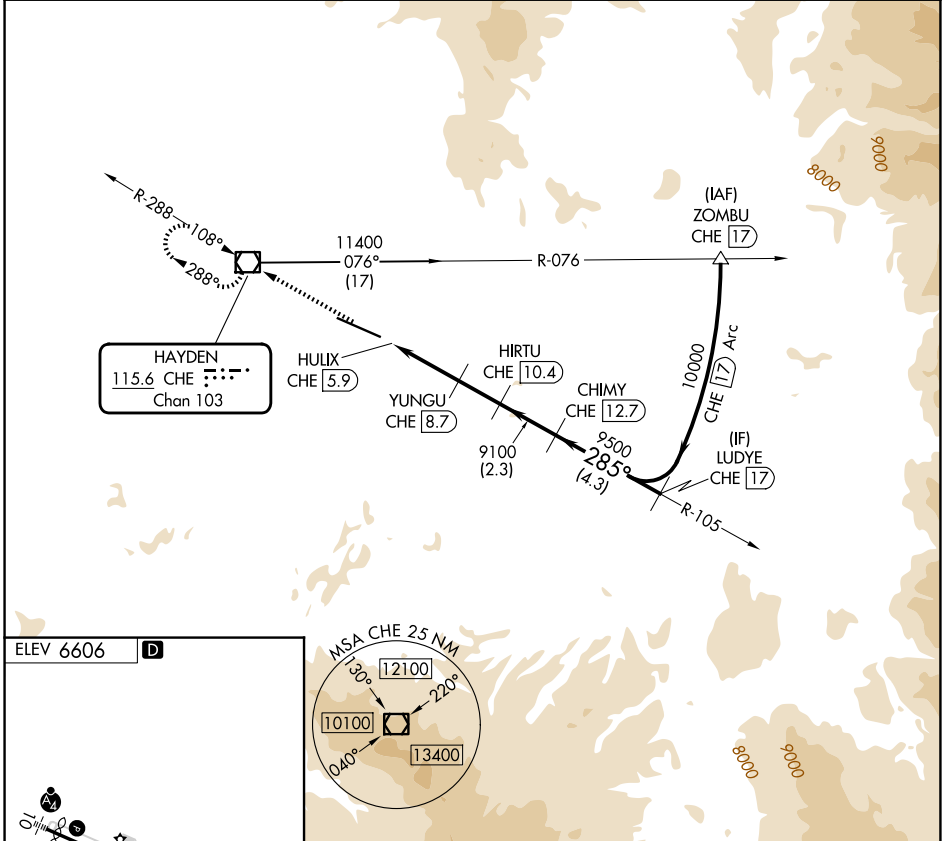 9000
8000
(IAF)
ZOMBU
CHE 17
R-288
108°
288°
11400
076°
(17)
R-076
HAYDEN
115.6 CHE
Chan 103
HULIX
CHE 5.9
HIRTU
CHE 10.4
YUNGU
CHE 8.7
CHIMY
CHE 12.7
10000
CHE 17 Arc
9100
(2.3)
9500
285°
(4.3)
(IF)
LUDYE
CHE 17
R-105
ELEV 6606
D
MSA CHE 25 NM
130°
12100
220°
10100
040°
13400
8000
9000
A4
P
10